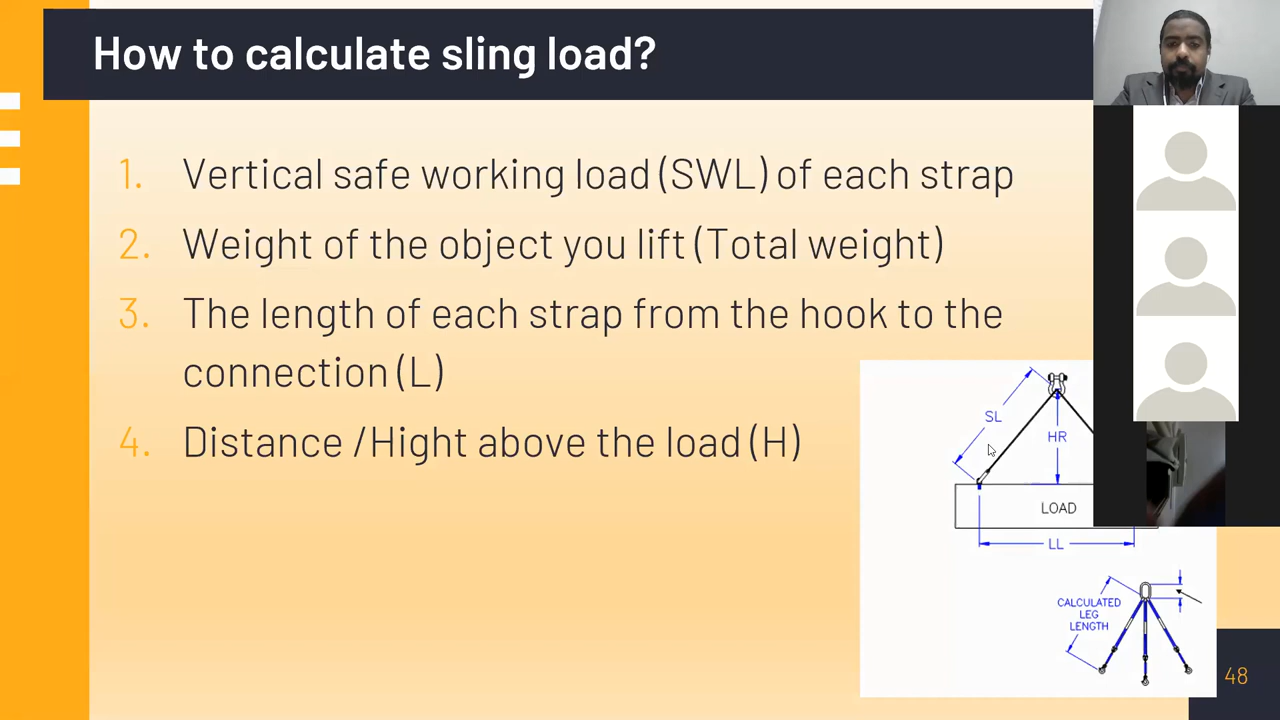 How to calculate sling load?
1. Vertical safe working load (SWL) of each strap
2. Weight of the object you lift (Total weight)
3. The length of each strap from the hook to the
connection (L)
4. Distance /Hight above the load (H)
SL
HR
LOAD
LL
CALCULATED
LEG
LENGTH
48